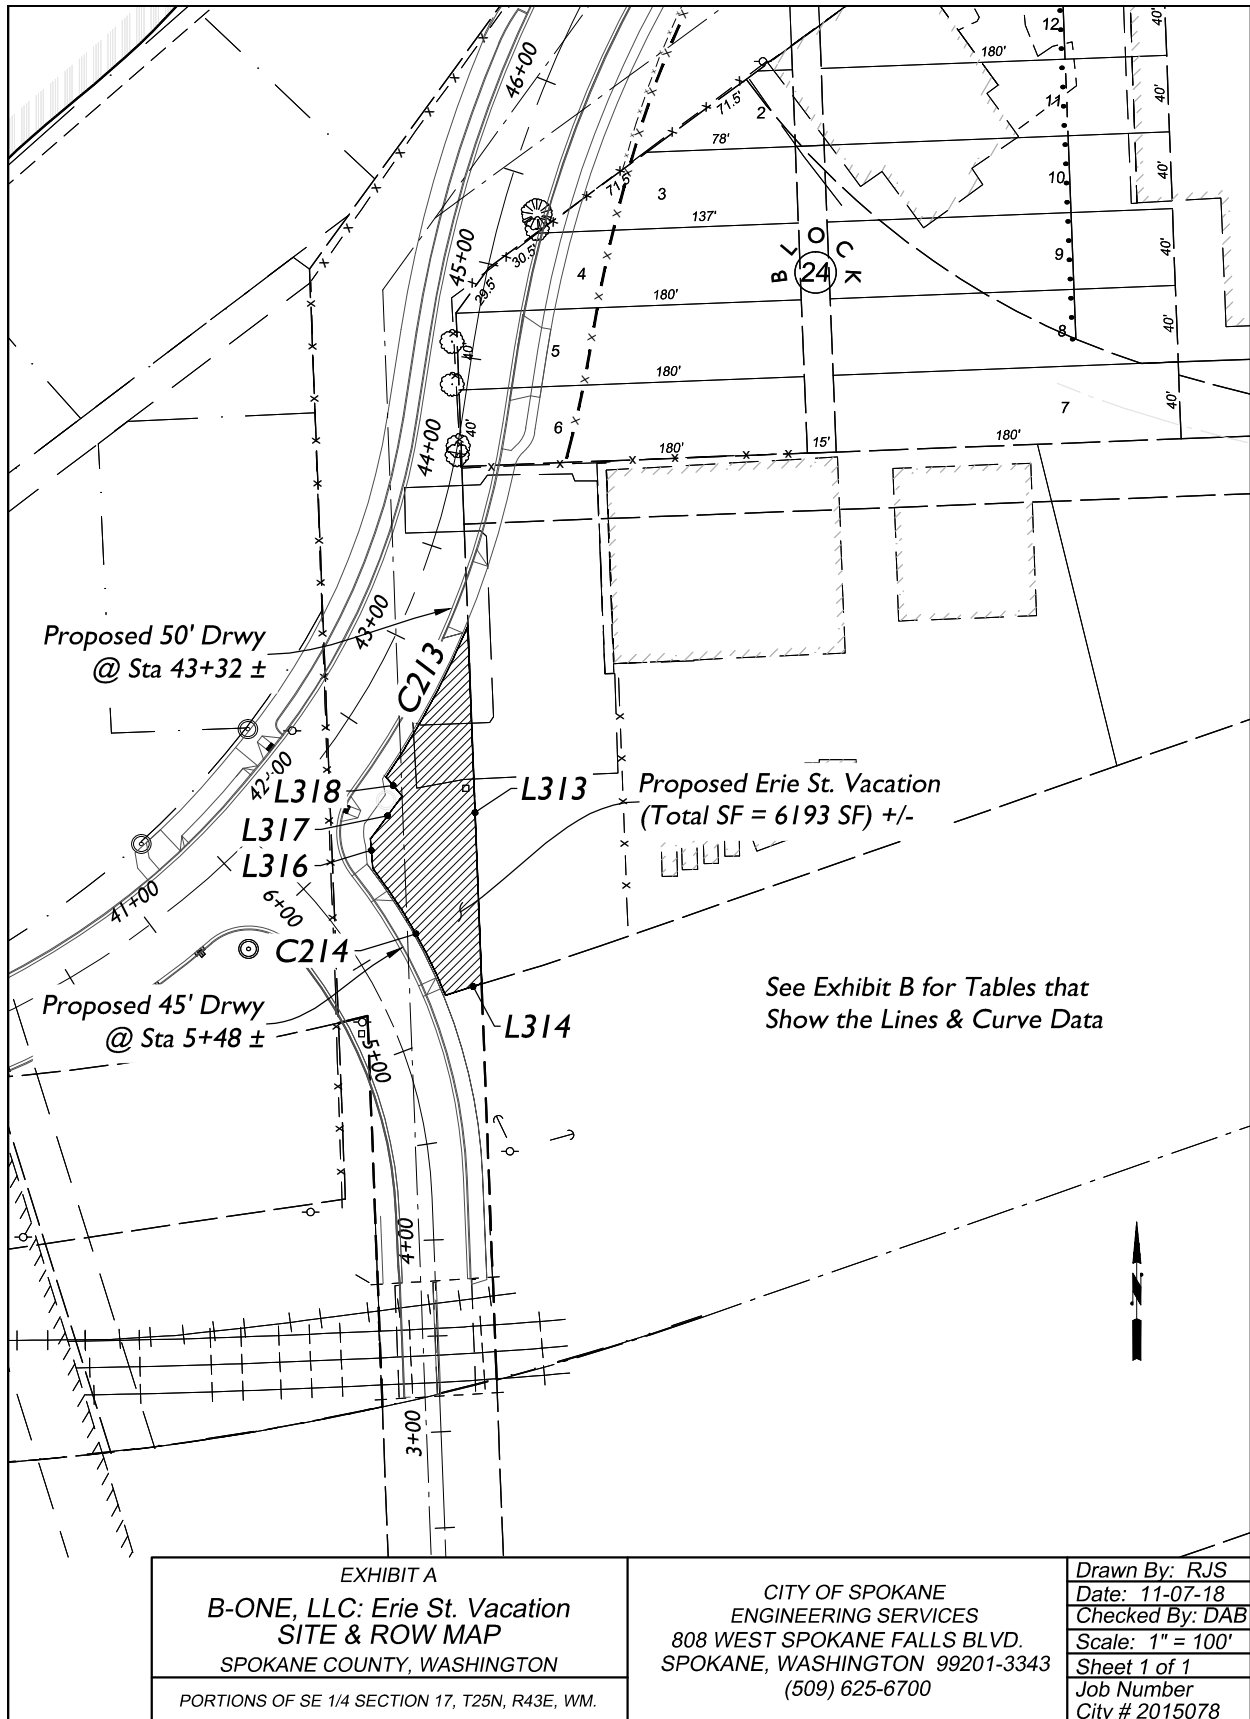 46+00
12
40'
180'
71.5'
2
11
40'
78'
71.5'
3
10
40'
137'
BLOCK
24
45+00
30.5'
29.5'
4
9
40'
180'
40'
5
8
40'
180'
44+00
40'
6
7
40'
180'
15'
180'
Proposed 50' Drwy
@ Sta 43+32 ±
43+00
C213
42+00
L318
L313
Proposed Erie St. Vacation
(Total SF = 6193 SF) +/-
L317
L316
41+00
6+00
C214
Proposed 45' Drwy
@ Sta 5+48 ±
L314
See Exhibit B for Tables that
Show the Lines & Curve Data
5+00
4+00
N
3+00
EXHIBIT A
B-ONE, LLC: Erie St. Vacation
SITE & ROW MAP
SPOKANE COUNTY, WASHINGTON
PORTIONS OF SE 1/4 SECTION 17, T25N, R43E, WM.
CITY OF SPOKANE
ENGINEERING SERVICES
808 WEST SPOKANE FALLS BLVD.
SPOKANE, WASHINGTON 99201-3343
(509) 625-6700
Drawn By: RJS
Date: 11-07-18
Checked By: DAB
Scale: 1" = 100'
Sheet 1 of 1
Job Number
City # 2015078